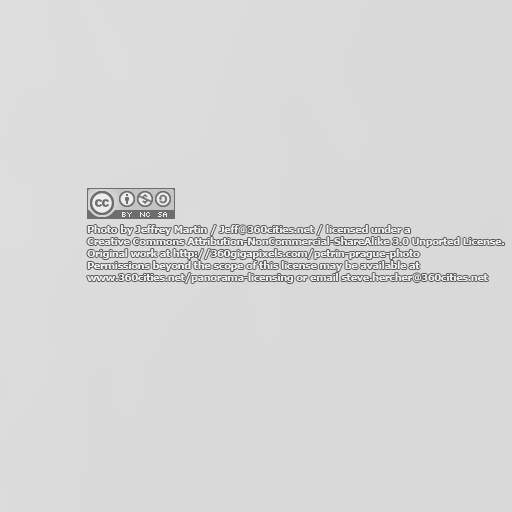 cc BY NC SA
Photo by Jeffrey Martin / Jeff@360cities.net / licensed under a
Creative Commons Attribution-NonCommercial-ShareAlike 3.0 Unported License.
Original work at http://360gigapixels.com/petrin-prague-photo
Permissions beyond the scope of this license may be available at
www.360cities.net/panorama-licensing or email steve.hercher@360cities.net